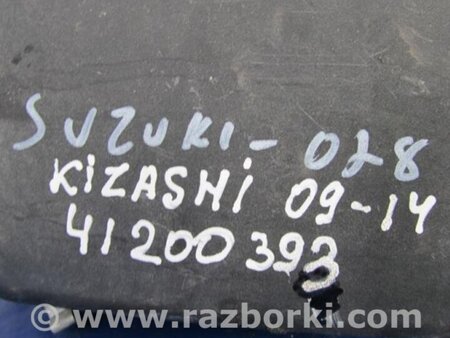 SUZUKI-028
KiZASHi 09-14
41200393
© www.razborki.com